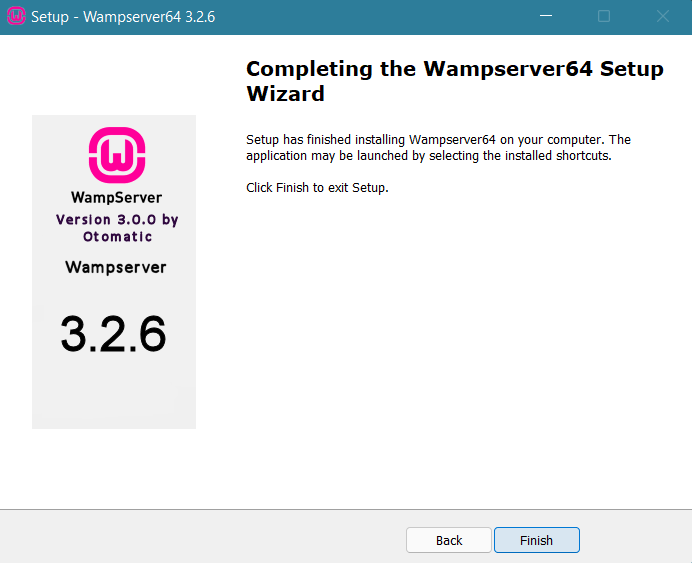 Setup - Wampserver64 3.2.6
Completing the Wampserver64 Setup
Wizard
Setup has finished installing Wampserver64 on your computer. The
application may be launched by selecting the installed shortcuts.
Click Finish to exit Setup.
W
WampServer
Version 3.0.0 by
Otomatic
Wampserver
3.2.6
Back
Finish